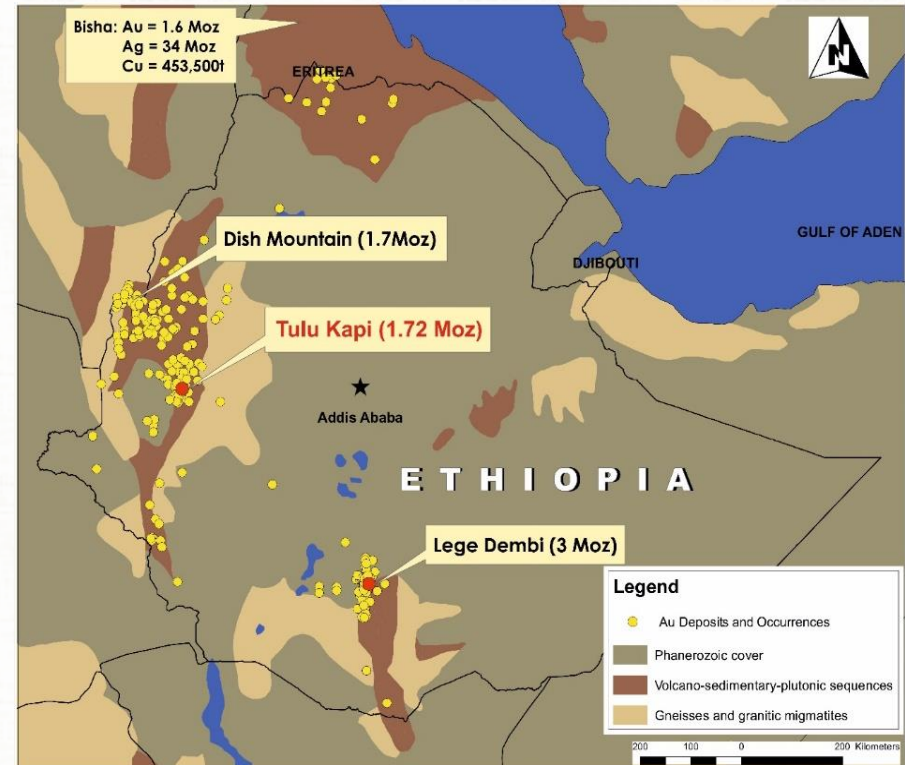 Bisha: Au = 1.6 Moz
Ag = 34 Moz
Cu = 453,500t
N
ERITREA
Dish Mountain (1.7Moz)
GULF OF ADEN
DJIBOUTI
Tulu Kapi (1.72 Moz)
Addis Ababa
ETHIOPIA
Lege Dembi (3 Moz)
Legend
Au Deposits and Occurrences
Phanerozoic cover
Volcano-sedimentary-plutonic sequences
Gneisses and granitic migmatites
200 100 0 200 Kilometers